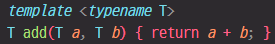 template <typename T>
T add(T a, T b) { return a + b; }